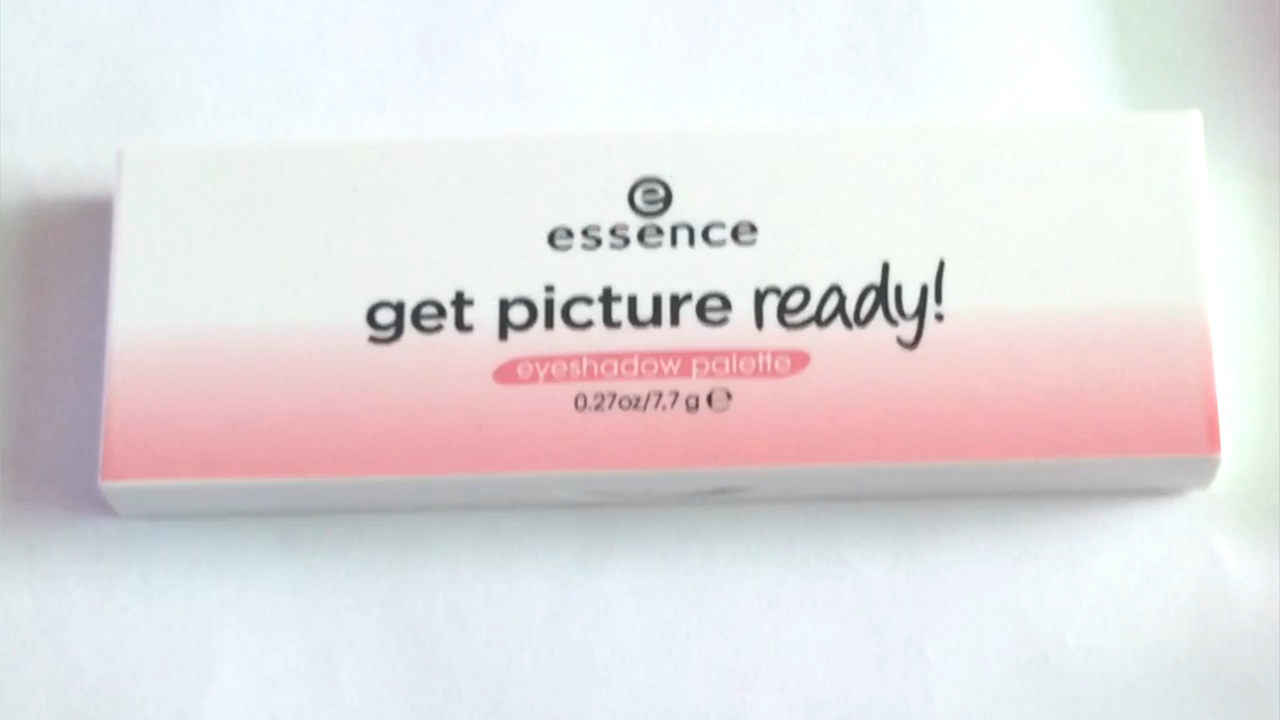 e
essence
get picture ready!
eyeshadow palette
0.27oz/7,7 g ℮